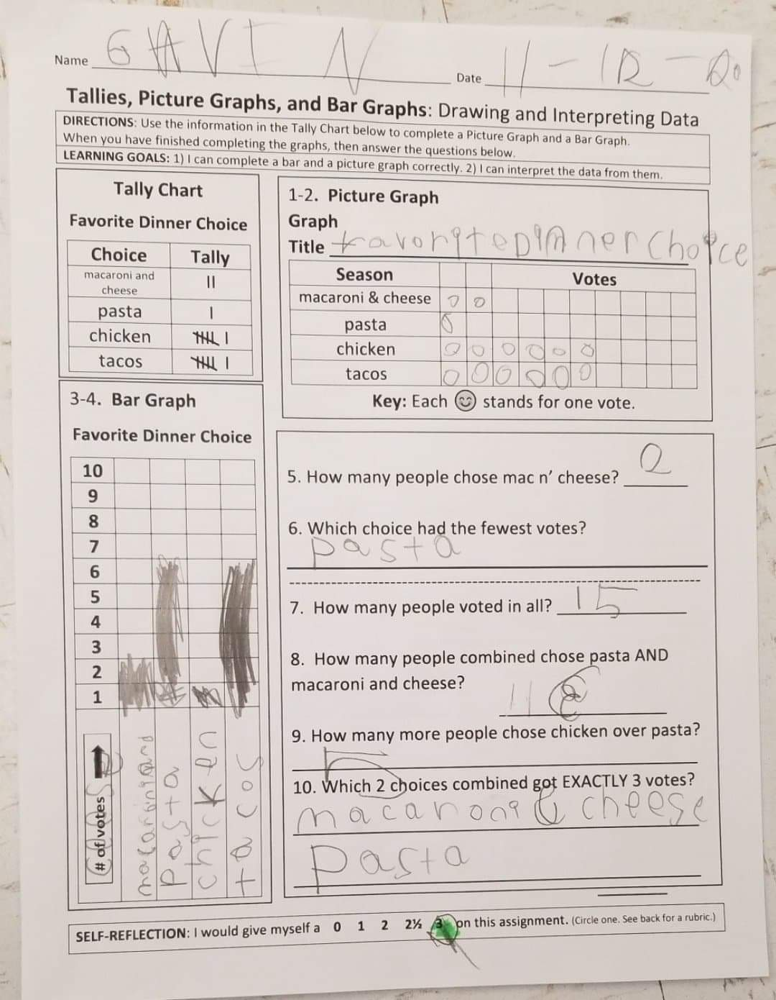 Name GAVIN Date 11-12-20
Tallies, Picture Graphs, and Bar Graphs: Drawing and Interpreting Data
DIRECTIONS: Use the information in the Tally Chart below to complete a Picture Graph and a Bar Graph.
When you have finished completing the graphs, then answer the questions below.
LEARNING GOALS: 1) I can complete a bar and a picture graph correctly. 2) I can interpret the data from them.
Tally Chart
Favorite Dinner Choice
Choice Tally
macaroni and
cheese
pasta
chicken
tacos
1-2. Picture Graph
Graph
Title favorite Dinner Choice
Season Votes
macaroni & cheese
pasta
chicken
tacos
Key: Each stands for one vote.
3-4. Bar Graph
Favorite Dinner Choice
10
9
8
7
6
5
4
3
2
1
# of votes
macaroni and
pasta
chicken
tacos
5. How many people chose mac n' cheese? 2
6. Which choice had the fewest votes?
pasta
7. How many people voted in all? 15
8. How many people combined chose pasta AND
macaroni and cheese?
9. How many more people chose chicken over pasta?
5
10. Which 2 choices combined got EXACTLY 3 votes?
macaroni & cheese
pasta
SELF-REFLECTION: I would give myself a 0 1 2 2½ 3 on this assignment. (Circle one. See back for a rubric.)